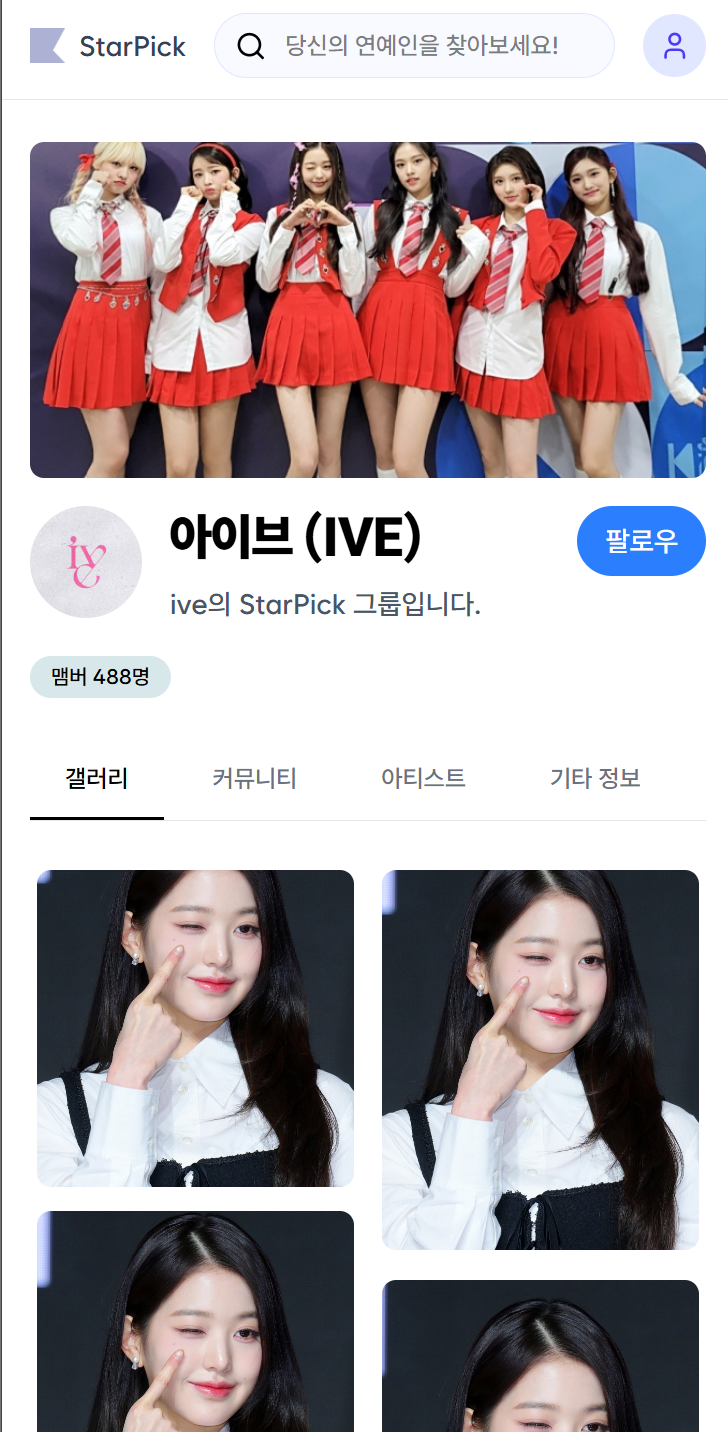 StarPick
당신의 연예인을 찾아보세요!
ive
아이브 (IVE)
팔로우
ive의 StarPick 그룹입니다.
맴버 488명
갤러리 커뮤니티 아티스트 기타 정보